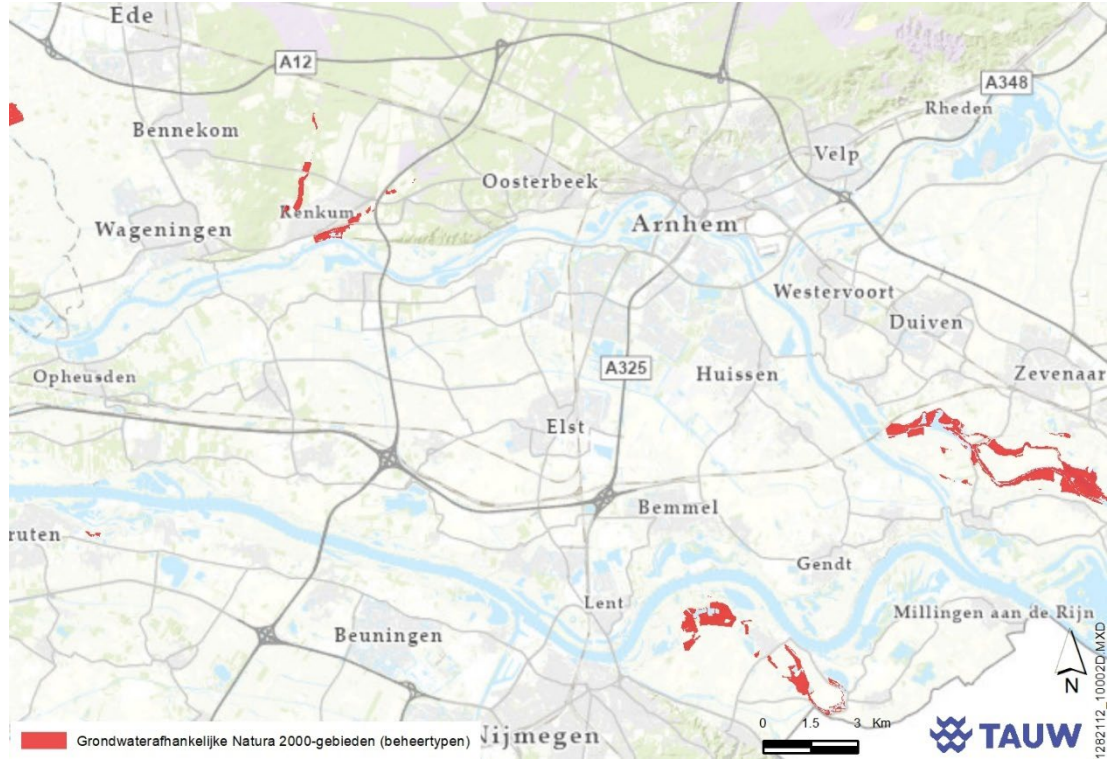 Ede
A12
A348
Rheden
Bennekom
Velp
Oosterbeek
Renkum
Wageningen
Arnhem
Westervoort
Duiven
A325
Huissen
Zevenaar
Opheusden
Elst
Bemmel
ruten
Gendt
Lent
Millingen aan de Rijn
Beuningen
N
0 1.5 3 Km
Grondwaterafhankelijke Natura 2000-gebieden (beheertypen)
Nijmegen
TAUW
1282112_10002D.MXD